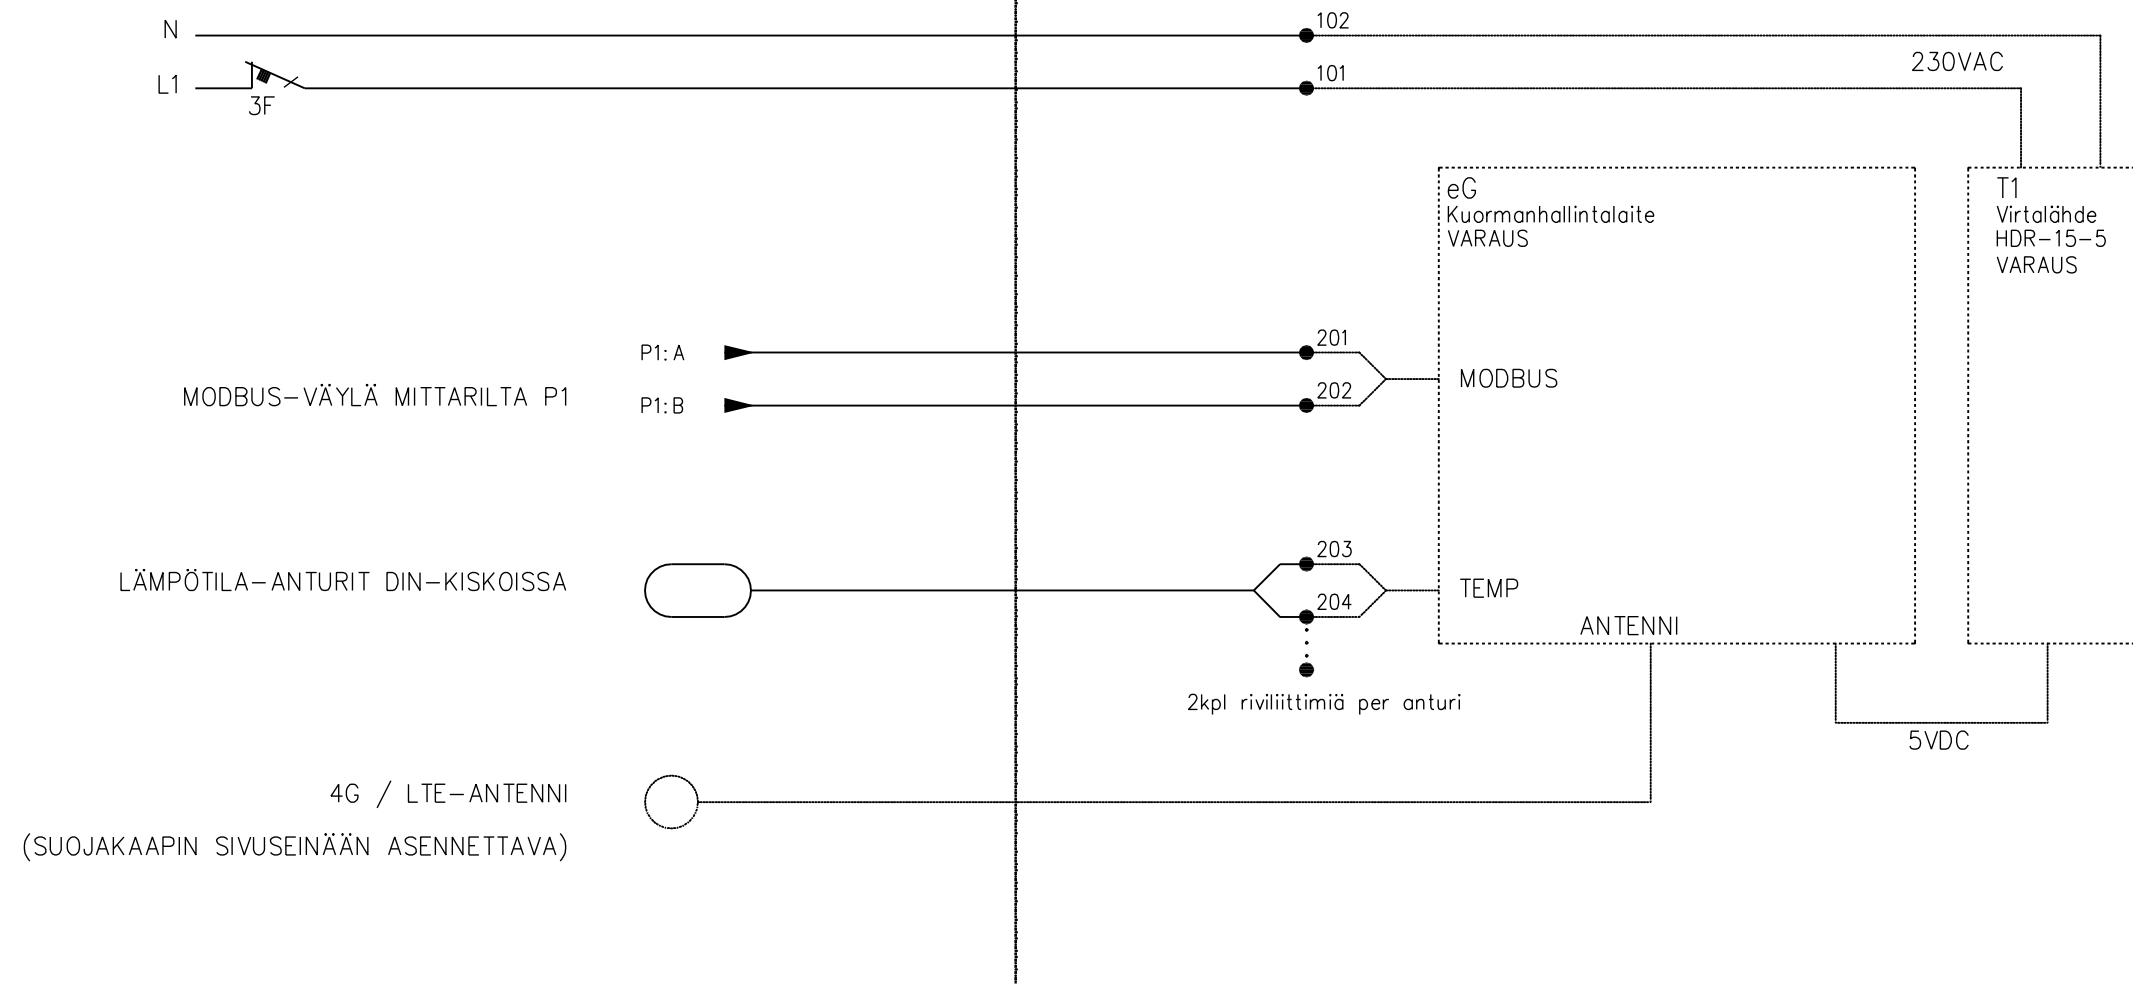 N
102
230VAC
L1
101
3F
eG
Kuormanhallintalaite
VARAUS
T1
Virtalähde
HDR-15-5
VARAUS
P1:A
201
MODBUS
MODBUS-VÄYLÄ MITTARILTA P1
P1:B
202
LÄMPÖTILA-ANTURIT DIN-KISKOISSA
203
TEMP
204
ANTENNI
2kpl riviliittimiä per anturi
5VDC
4G / LTE-ANTENNI
(SUOJAKAAPIN SIVUSEINÄÄN ASENNETTAVA)